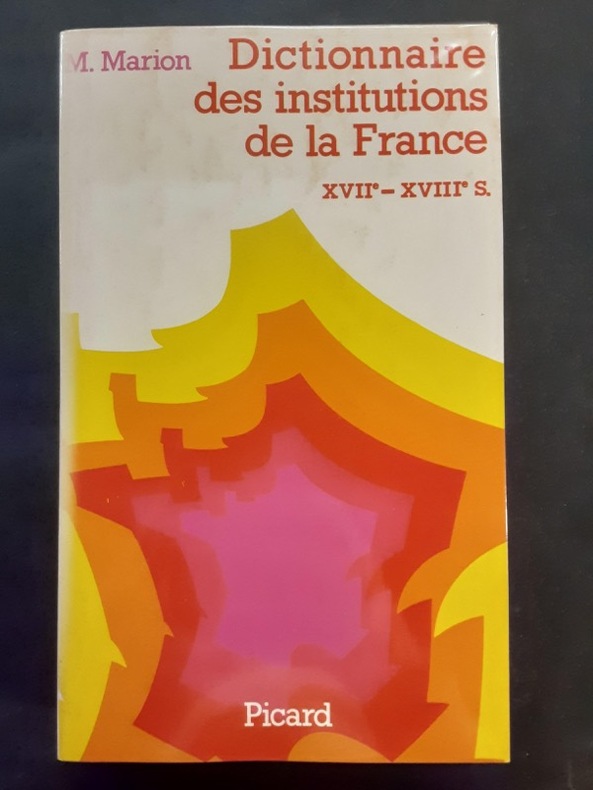 M. Marion Dictionnaire
des institutions
de la France
XVIIe – XVIIIe S.
Picard